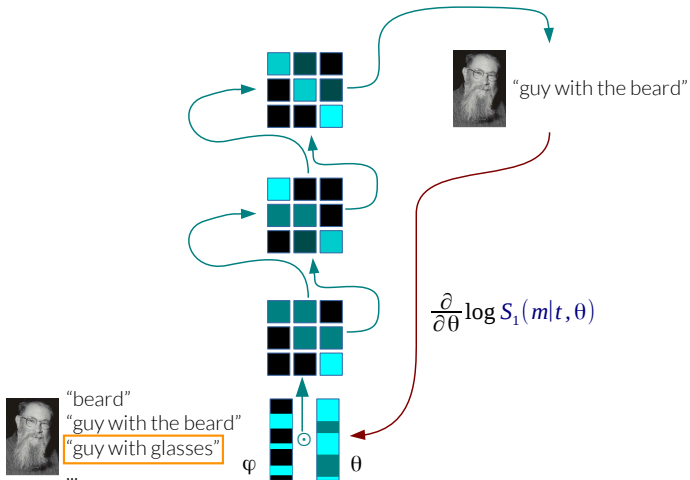 “guy with the beard”
∂/∂θ log S₁(m|t,θ)
“beard”
“guy with the beard”
“guy with glasses”
...
φ ⊙ θ